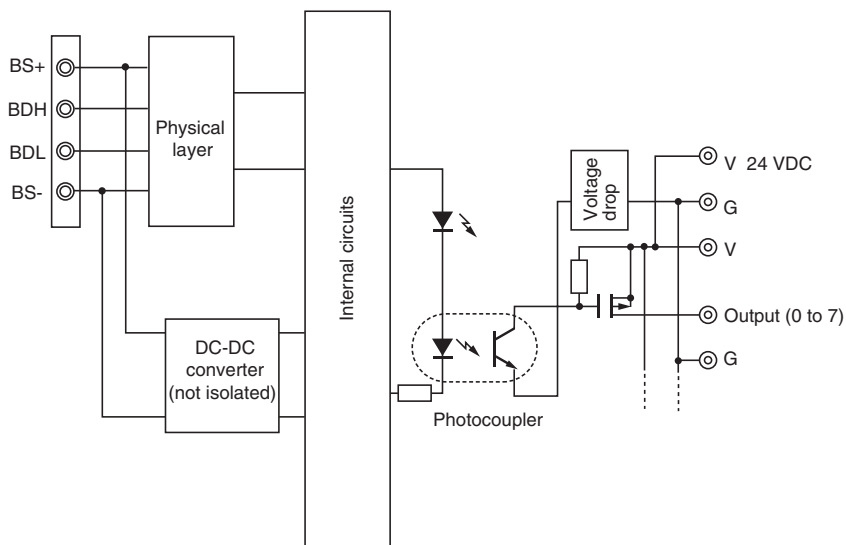 BS+
BDH
BDL
BS-
Physical
layer
DC-DC
converter
(not isolated)
Internal circuits
Photocoupler
Voltage
drop
V 24 VDC
G
V
Output (0 to 7)
G